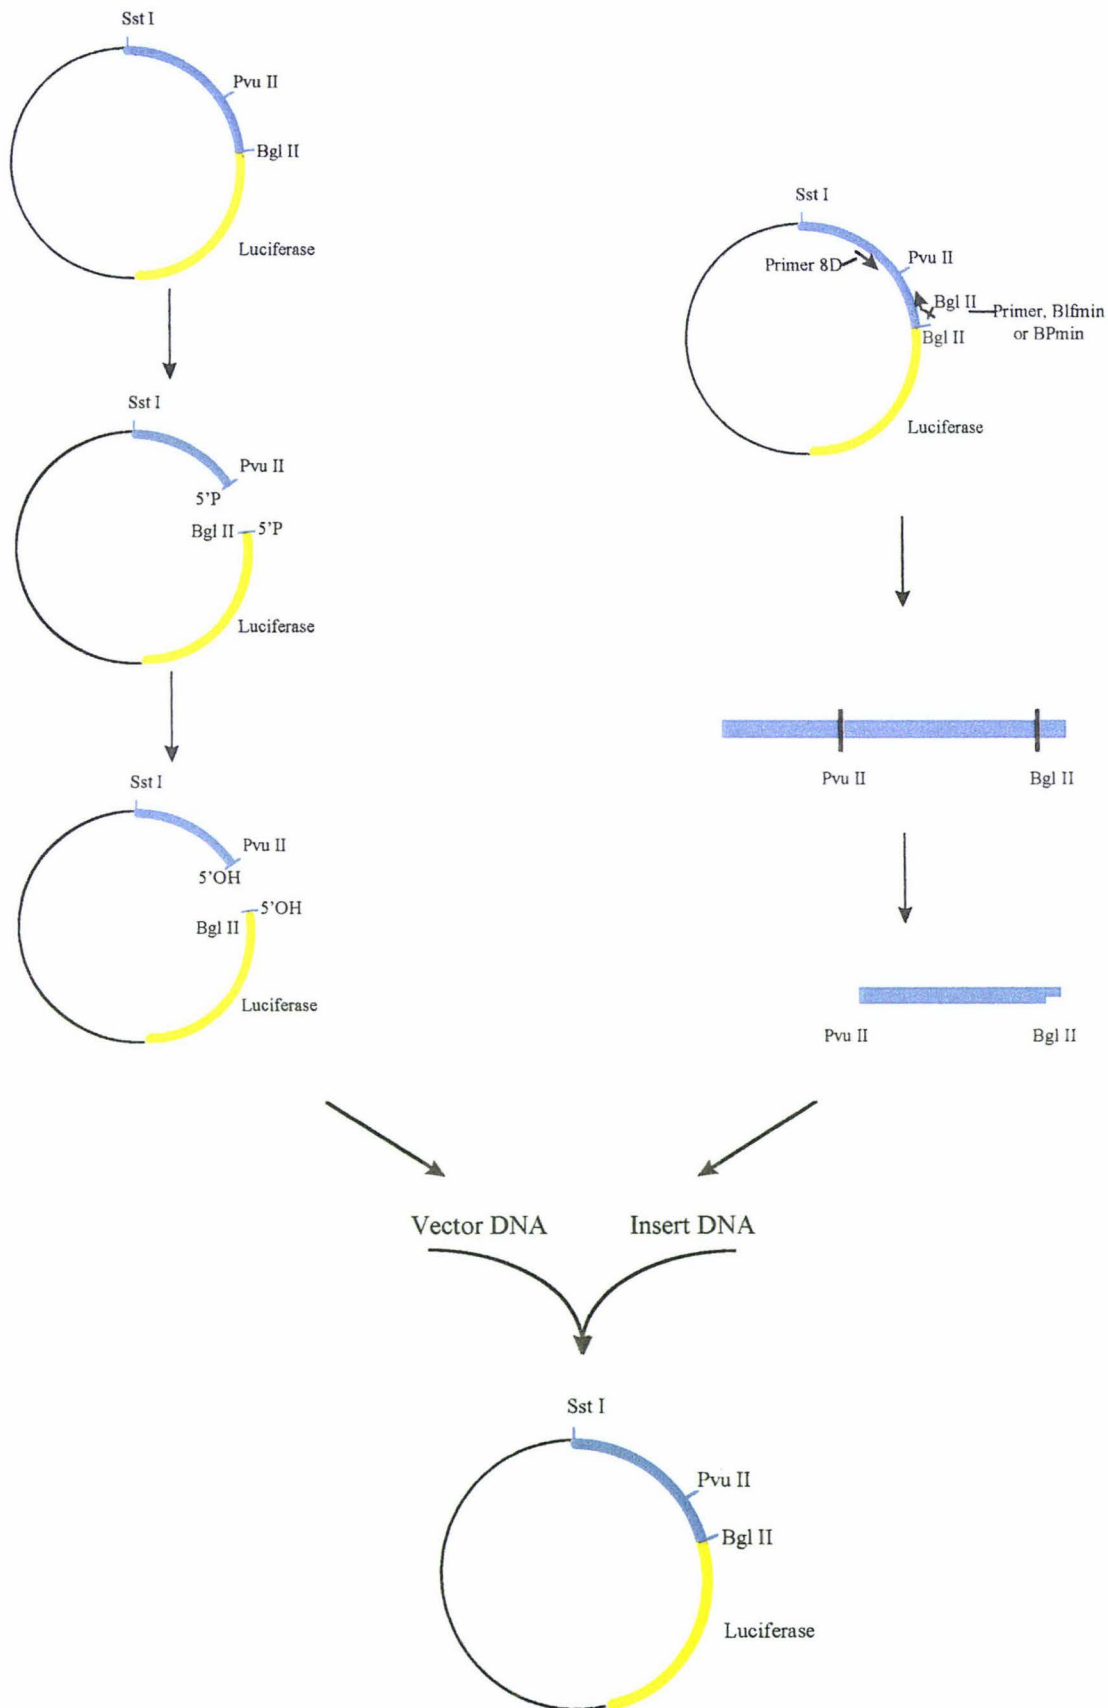 Sst I
Pvu II
Bgl II
Luciferase
Sst I
Pvu II
5'P
Bgl II
5'P
Luciferase
Sst I
Pvu II
5'OH
5'OH
Bgl II
Luciferase
Sst I
Primer 8D
Pvu II
Bgl II
Primer, Blfmin
or BPmin
Bgl II
Luciferase
Pvu II
Bgl II
Pvu II
Bgl II
Vector DNA
Insert DNA
Sst I
Pvu II
Bgl II
Luciferase